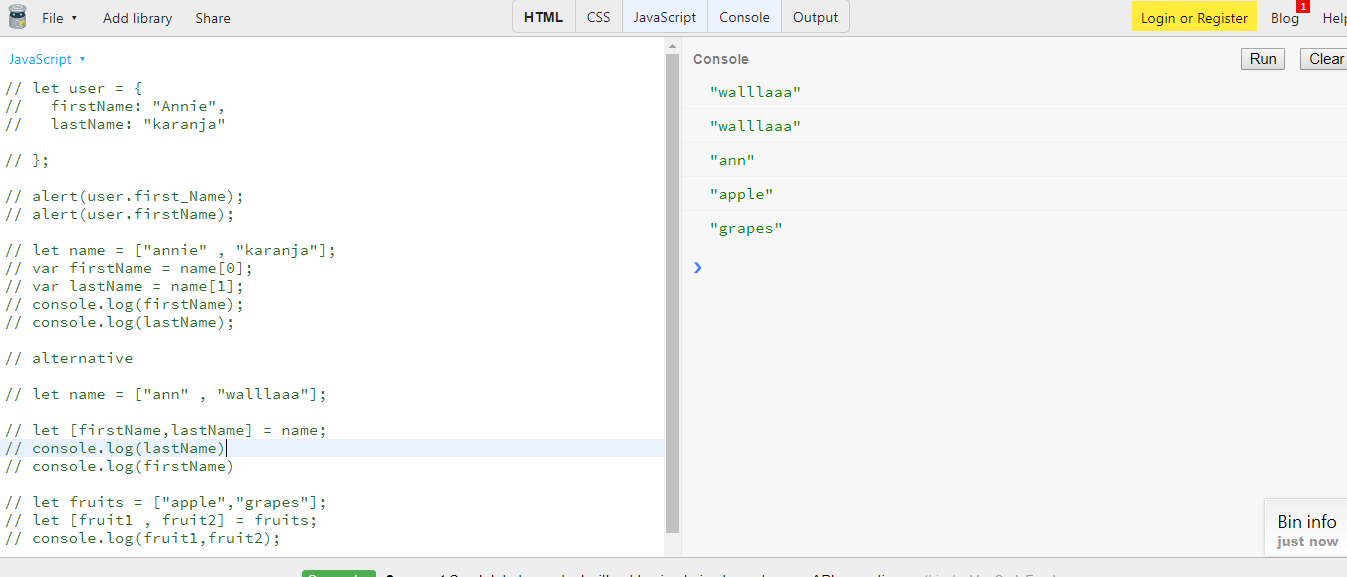 File ▾ Add library Share HTML CSS JavaScript Console Output Login or Register Blog 1 Help
JavaScript ▾
// let user = {
//   firstName: "Annie",
//   lastName: "karanja"
// };
// alert(user.first_Name);
// alert(user.firstName);
// let name = ["annie" , "karanja"];
// var firstName = name[0];
// var lastName = name[1];
// console.log(firstName);
// console.log(lastName);
// alternative
// let name = ["ann" , "walllaaa"];
// let [firstName,lastName] = name;
// console.log(lastName)
// console.log(firstName)
// let fruits = ["apple","grapes"];
// let [fruit1 , fruit2] = fruits;
// console.log(fruit1,fruit2);
Console Run Clear
"walllaaa"
"walllaaa"
"ann"
"apple"
"grapes"
Bin info
just now